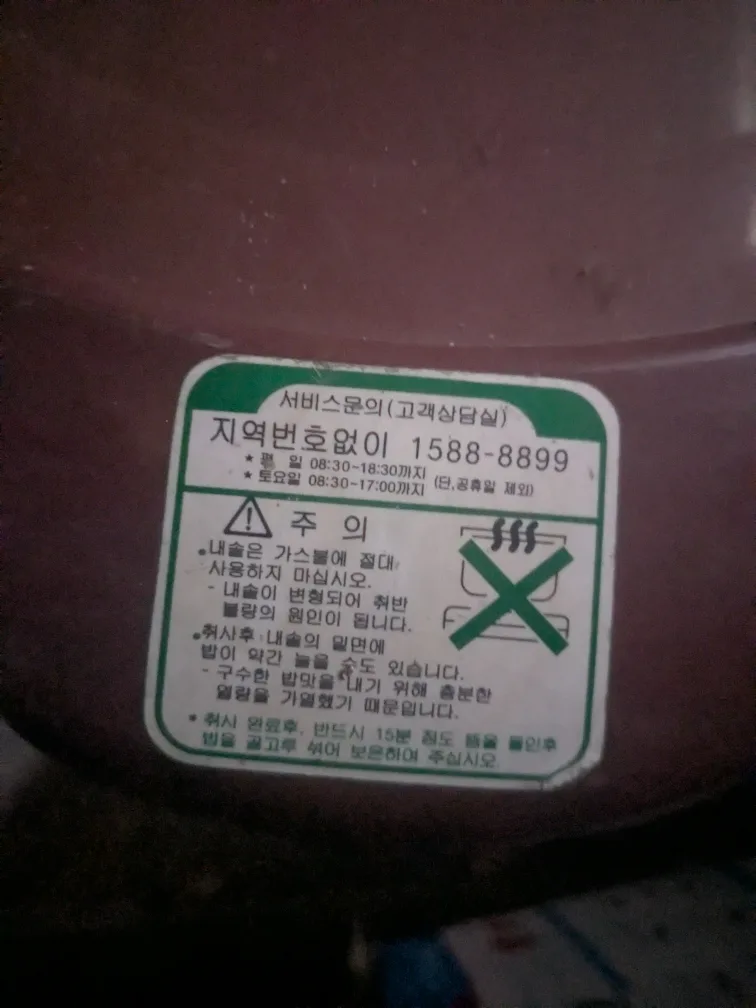 서비스문의(고객상담실)
지역번호없이 1588-8899
* 평 일 08:30~18:30까지
* 토요일 08:30~17:00까지 (단,공휴일 제외)
주 의
•내솥은 가스불에 절대
사용하지 마십시오.
- 내솥이 변형되어 취반
불량의 원인이 됩니다.
•취사후 내솥의 밑면에
밥이 약간 눌을 수도 있습니다.
- 구수한 밥맛을 내기 위해 충분한
열량을 가열했기 때문입니다.
* 취사 완료후, 반드시 15분 정도 뜸을 들인후
밥을 골고루 섞어 보온하여 주십시오.